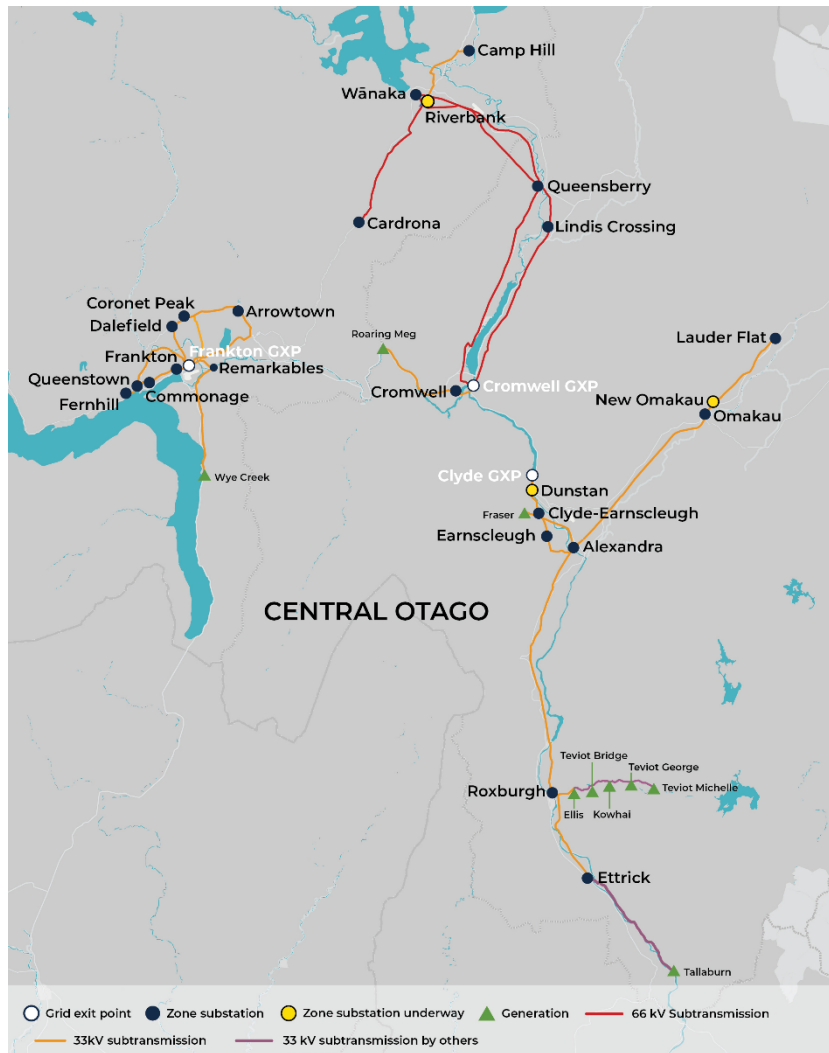 Camp Hill
Wānaka
Riverbank
Queensberry
Cardrona
Lindis Crossing
Coronet Peak
Arrowtown
Dalefield
Roaring Meg
Lauder Flat
Frankton
Frankton GXP
Remarkables
Queenstown
Commonage
Fernhill
Cromwell
Cromwell GXP
New Omakau
Omakau
Wye Creek
Clyde GXP
Dunstan
Fraser
Clyde-Earnscleugh
Earnscleugh
Alexandra
CENTRAL OTAGO
Teviot Bridge
Teviot George
Roxburgh
Teviot Michelle
Ellis
Kowhai
Ettrick
Tallaburn
Grid exit point
Zone substation
Zone substation underway
Generation
66 kV Subtransmission
33kV subtransmission
33 kV subtransmission by others